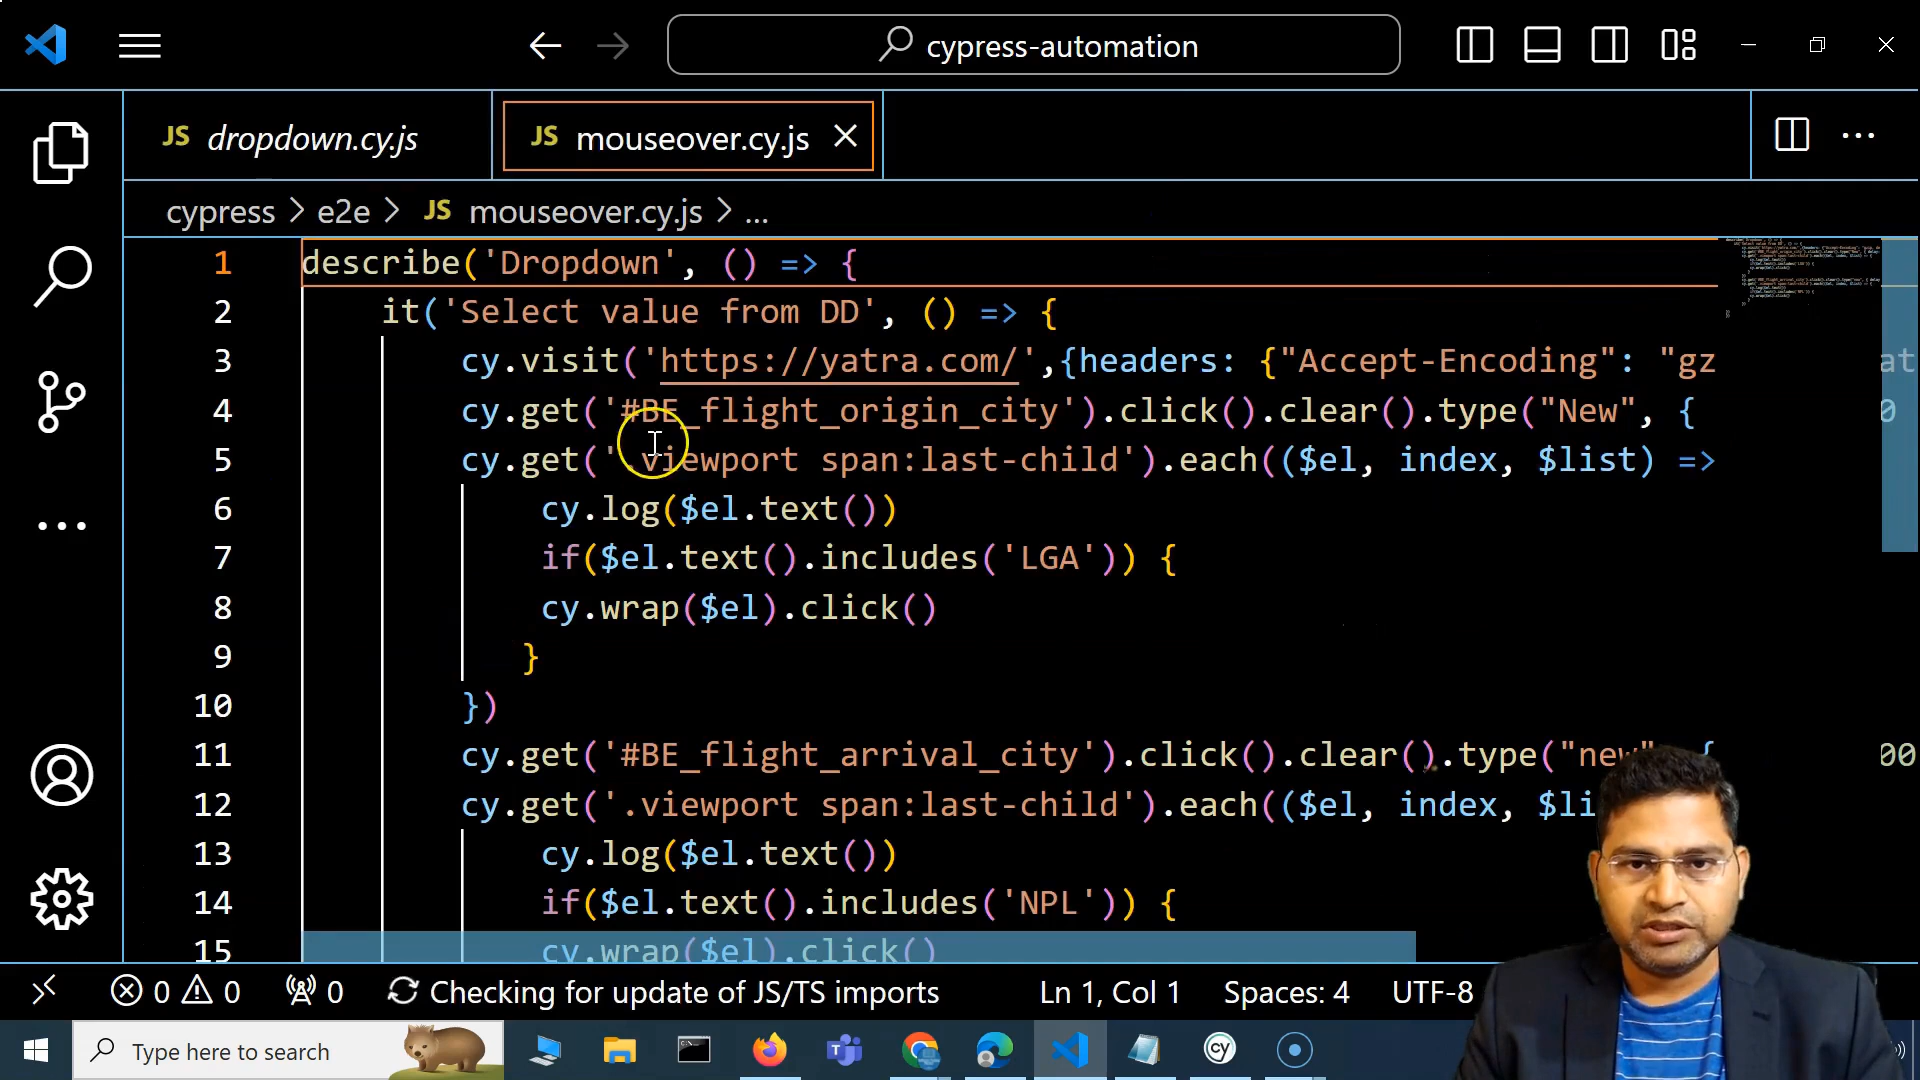 cypress-automation
JS dropdown.cy.js
JS mouseover.cy.js
cypress > e2e > JS mouseover.cy.js > ...
1 describe('Dropdown', () => {
2 it('Select value from DD', () => {
3 cy.visit('https://yatra.com/',{headers: {"Accept-Encoding": "gz
4 cy.get('#BE_flight_origin_city').click().clear().type("New", {
5 cy.get('.viewport span:last-child').each(($el, index, $list) =>
6 cy.log($el.text())
7 if($el.text().includes('LGA')) {
8 cy.wrap($el).click()
9 }
10 })
11 cy.get('#BE_flight_arrival_city').click().clear().type("new", {
12 cy.get('.viewport span:last-child').each(($el, index, $li
13 cy.log($el.text())
14 if($el.text().includes('NPL')) {
15 cy.wrap($el).click()
0 0 0 Checking for update of JS/TS imports Ln 1, Col 1 Spaces: 4 UTF-8
Type here to search